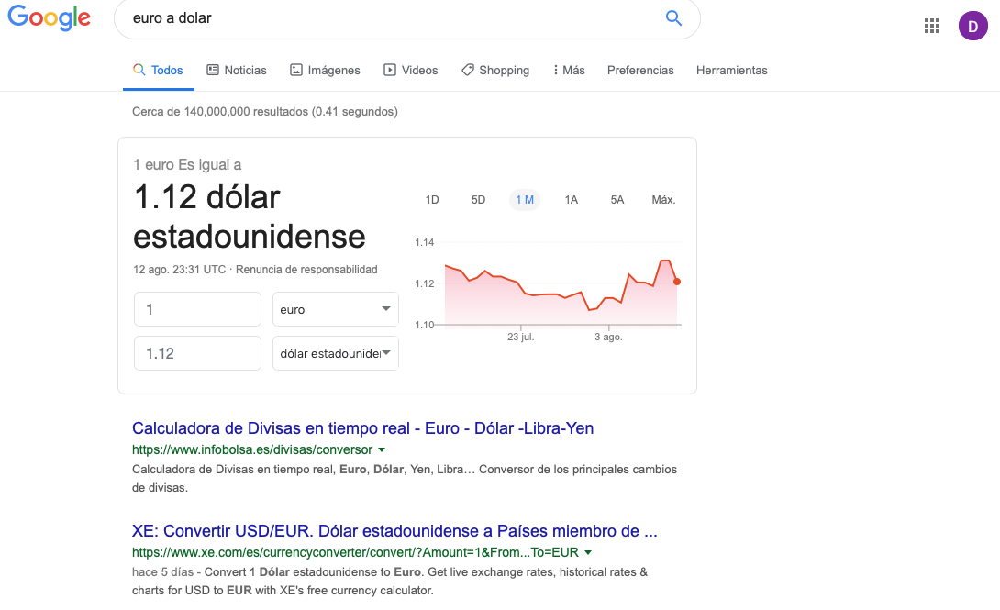 Google
euro a dolar
D
Todos Noticias Imágenes Videos Shopping Más Preferencias Herramientas
Cerca de 140,000,000 resultados (0.41 segundos)
1 euro Es igual a
1.12 dólar
estadounidense
12 ago. 23:31 UTC · Renuncia de responsabilidad
1 euro
1.12 dólar estadounider
1D 5D 1 M 1A 5A Máx.
1.14
1.12
1.10
23 jul. 3 ago.
Calculadora de Divisas en tiempo real - Euro - Dólar -Libra-Yen
https://www.infobolsa.es/divisas/conversor
Calculadora de Divisas en tiempo real, Euro, Dólar, Yen, Libra… Conversor de los principales cambios
de divisas.
XE: Convertir USD/EUR. Dólar estadounidense a Países miembro de ...
https://www.xe.com/es/currencyconverter/convert/?Amount=1&From...To=EUR
hace 5 días - Convert 1 Dólar estadounidense to Euro. Get live exchange rates, historical rates &
charts for USD to EUR with XE's free currency calculator.